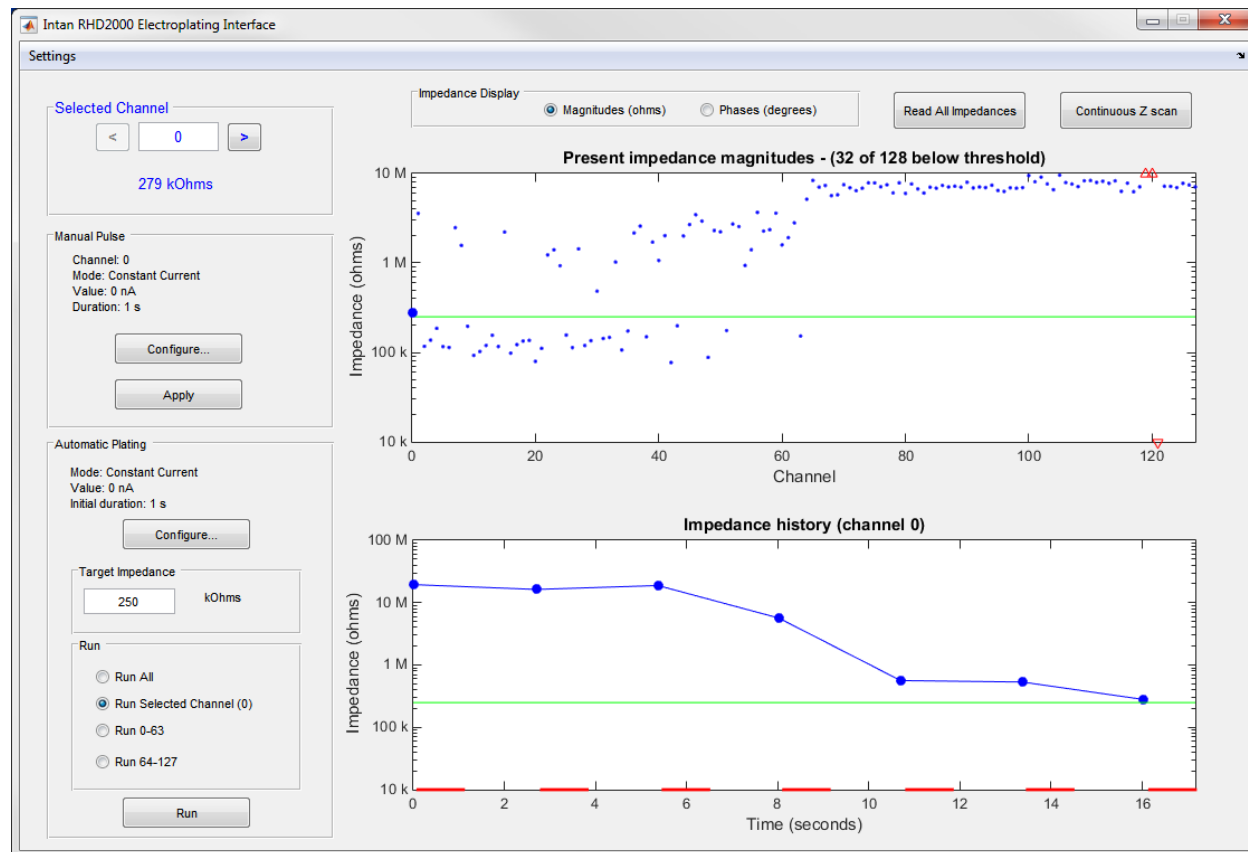 Intan RHD2000 Electroplating Interface
Settings
Selected Channel
< 0 >
279 kOhms
Manual Pulse
Channel: 0
Mode: Constant Current
Value: 0 nA
Duration: 1 s
Configure...
Apply
Automatic Plating
Mode: Constant Current
Value: 0 nA
Initial duration: 1 s
Configure...
Target Impedance
250 kOhms
Run
Run All
Run Selected Channel (0)
Run 0-63
Run 64-127
Run
Impedance Display
Magnitudes (ohms) Phases (degrees)
Read All Impedances
Continuous Z scan
Present impedance magnitudes - (32 of 128 below threshold)
Impedance (ohms)
10 M
1 M
100 k
10 k
0 20 40 60 80 100 120
Channel
Impedance history (channel 0)
Impedance (ohms)
100 M
10 M
1 M
100 k
10 k
0 2 4 6 8 10 12 14 16
Time (seconds)